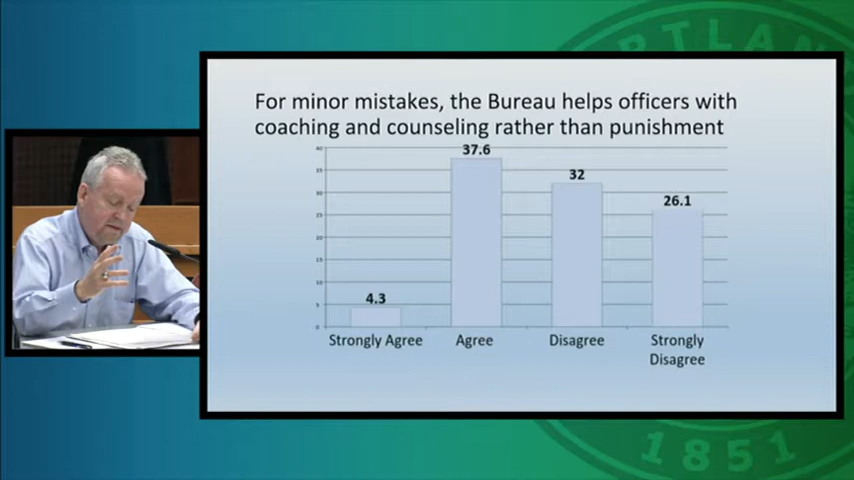 RTLA
For minor mistakes, the Bureau helps officers with
coaching and counseling rather than punishment
40
35
30
25
20
15
10
5
0
4.3
37.6
32
26.1
Strongly Agree
Agree
Disagree
Strongly
Disagree
1851